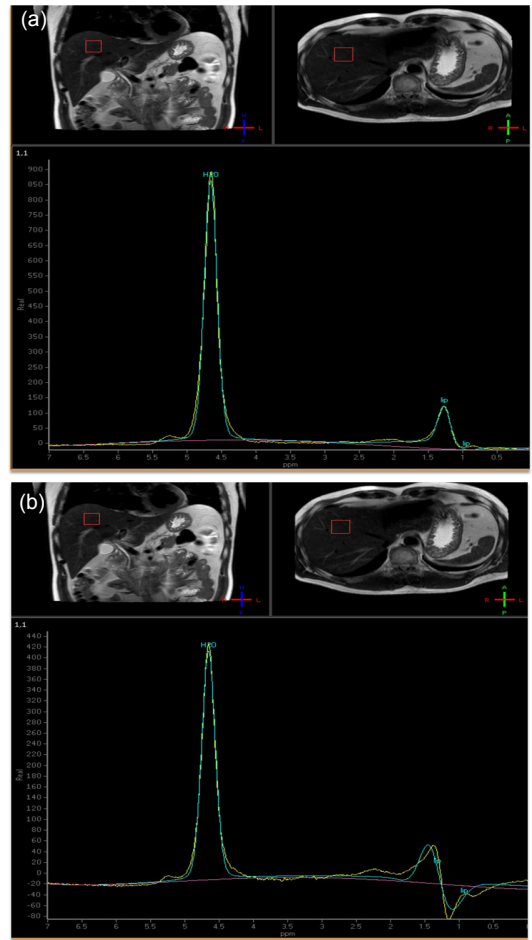 (a)
H
R L
F
A
R L
P
1,1
900
850
800
750
700
650
600
550
500
450
400
350
300
250
200
150
100
50
0
Real
H2O
lip
lip
7 6.5 6 5.5 5 4.5 4 3.5 3 2.5 2 1.5 1 0.5
ppm
(b)
H
L
F
A
R L
P
1,1
440
420
400
380
360
340
320
300
280
260
240
220
200
180
160
140
120
100
80
60
40
20
0
-20
-40
-60
-80
Real
H2O
lip
lip
7 6.5 6 5.5 5 4.5 4 3.5 3 2.5 2 1.5 1 0.5 0
ppm